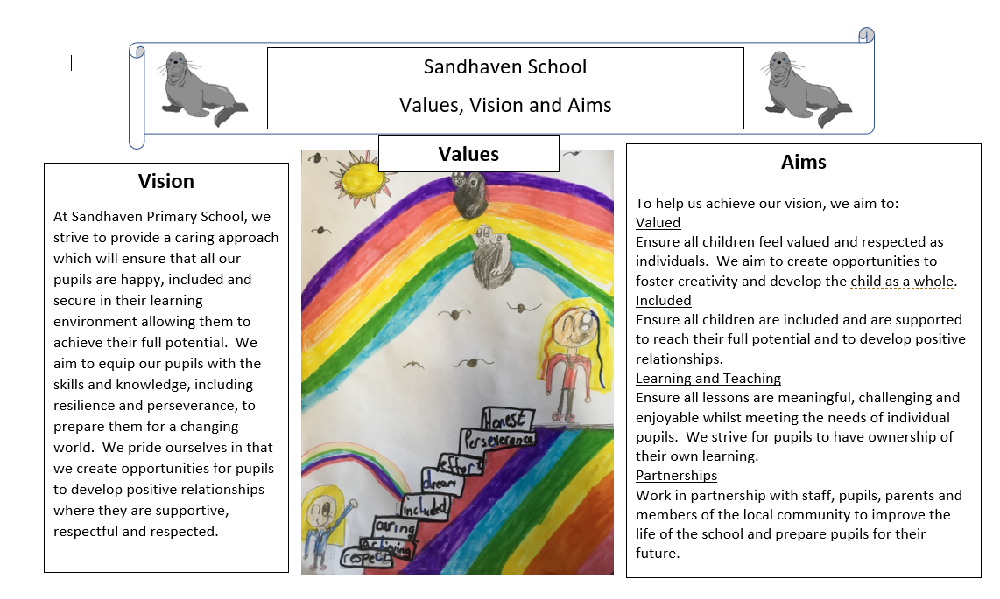 Sandhaven School
Values, Vision and Aims
Vision
At Sandhaven Primary School, we
strive to provide a caring approach
which will ensure that all our
pupils are happy, included and
secure in their learning
environment allowing them to
achieve their full potential.  We
aim to equip our pupils with the
skills and knowledge, including
resilience and perseverance, to
prepare them for a changing
world.  We pride ourselves in that
we create opportunities for pupils
to develop positive relationships
where they are supportive,
respectful and respected.
Values
Honest
Perseverence
effort
dream
included
caring
achieving
respect
Aims
To help us achieve our vision, we aim to:
Valued
Ensure all children feel valued and respected as
individuals.  We aim to create opportunities to
foster creativity and develop the child as a whole.
Included
Ensure all children are included and are supported
to reach their full potential and to develop positive
relationships.
Learning and Teaching
Ensure all lessons are meaningful, challenging and
enjoyable whilst meeting the needs of individual
pupils.  We strive for pupils to have ownership of
their own learning.
Partnerships
Work in partnership with staff, pupils, parents and
members of the local community to improve the
life of the school and prepare pupils for their
future.